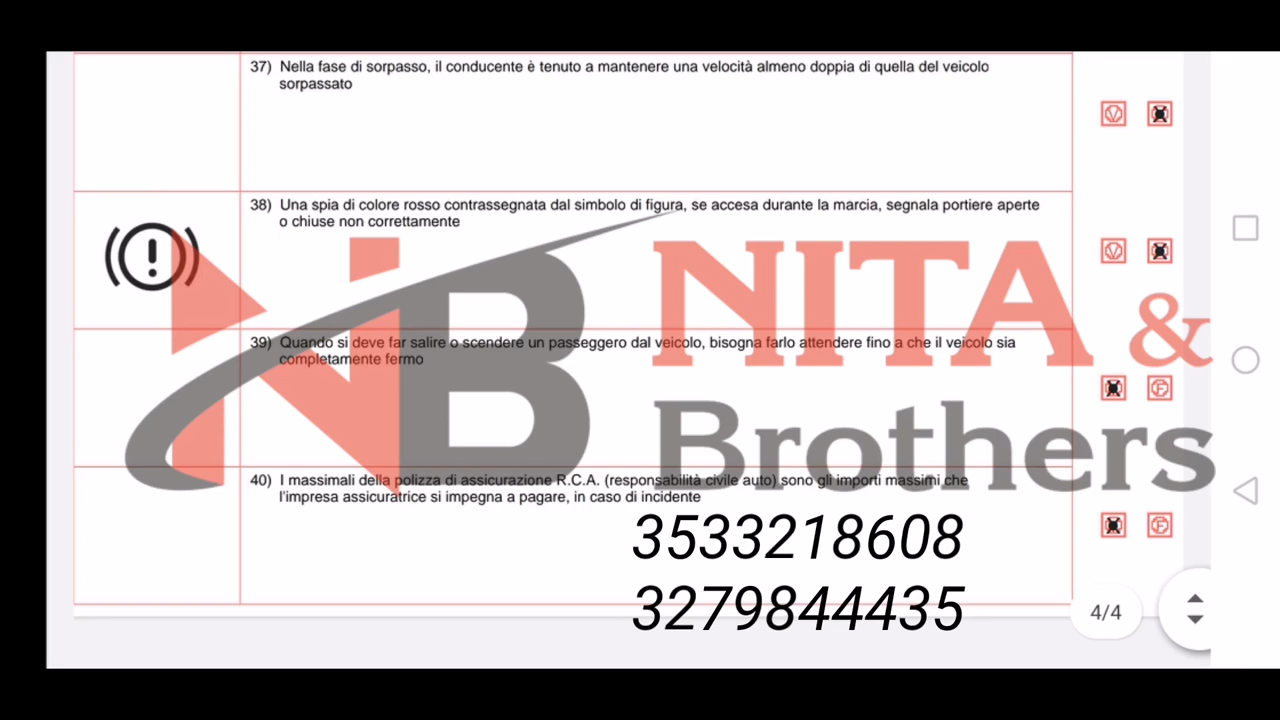 37) Nella fase di sorpasso, il conducente è tenuto a mantenere una velocità almeno doppia di quella del veicolo
sorpassato
V
38) Una spia di colore rosso contrassegnata dal simbolo di figura, se accesa durante la marcia, segnala portiere aperte
o chiuse non correttamente
V
NB NITA &
Brothers
39) Quando si deve far salire o scendere un passeggero dal veicolo, bisogna farlo attendere fino a che il veicolo sia
completamente fermo
F
40) I massimali della polizza di assicurazione R.C.A. (responsabilità civile auto) sono gli importi massimi che
l'impresa assicuratrice si impegna a pagare, in caso di incidente
F
3533218608
3279844435
4/4